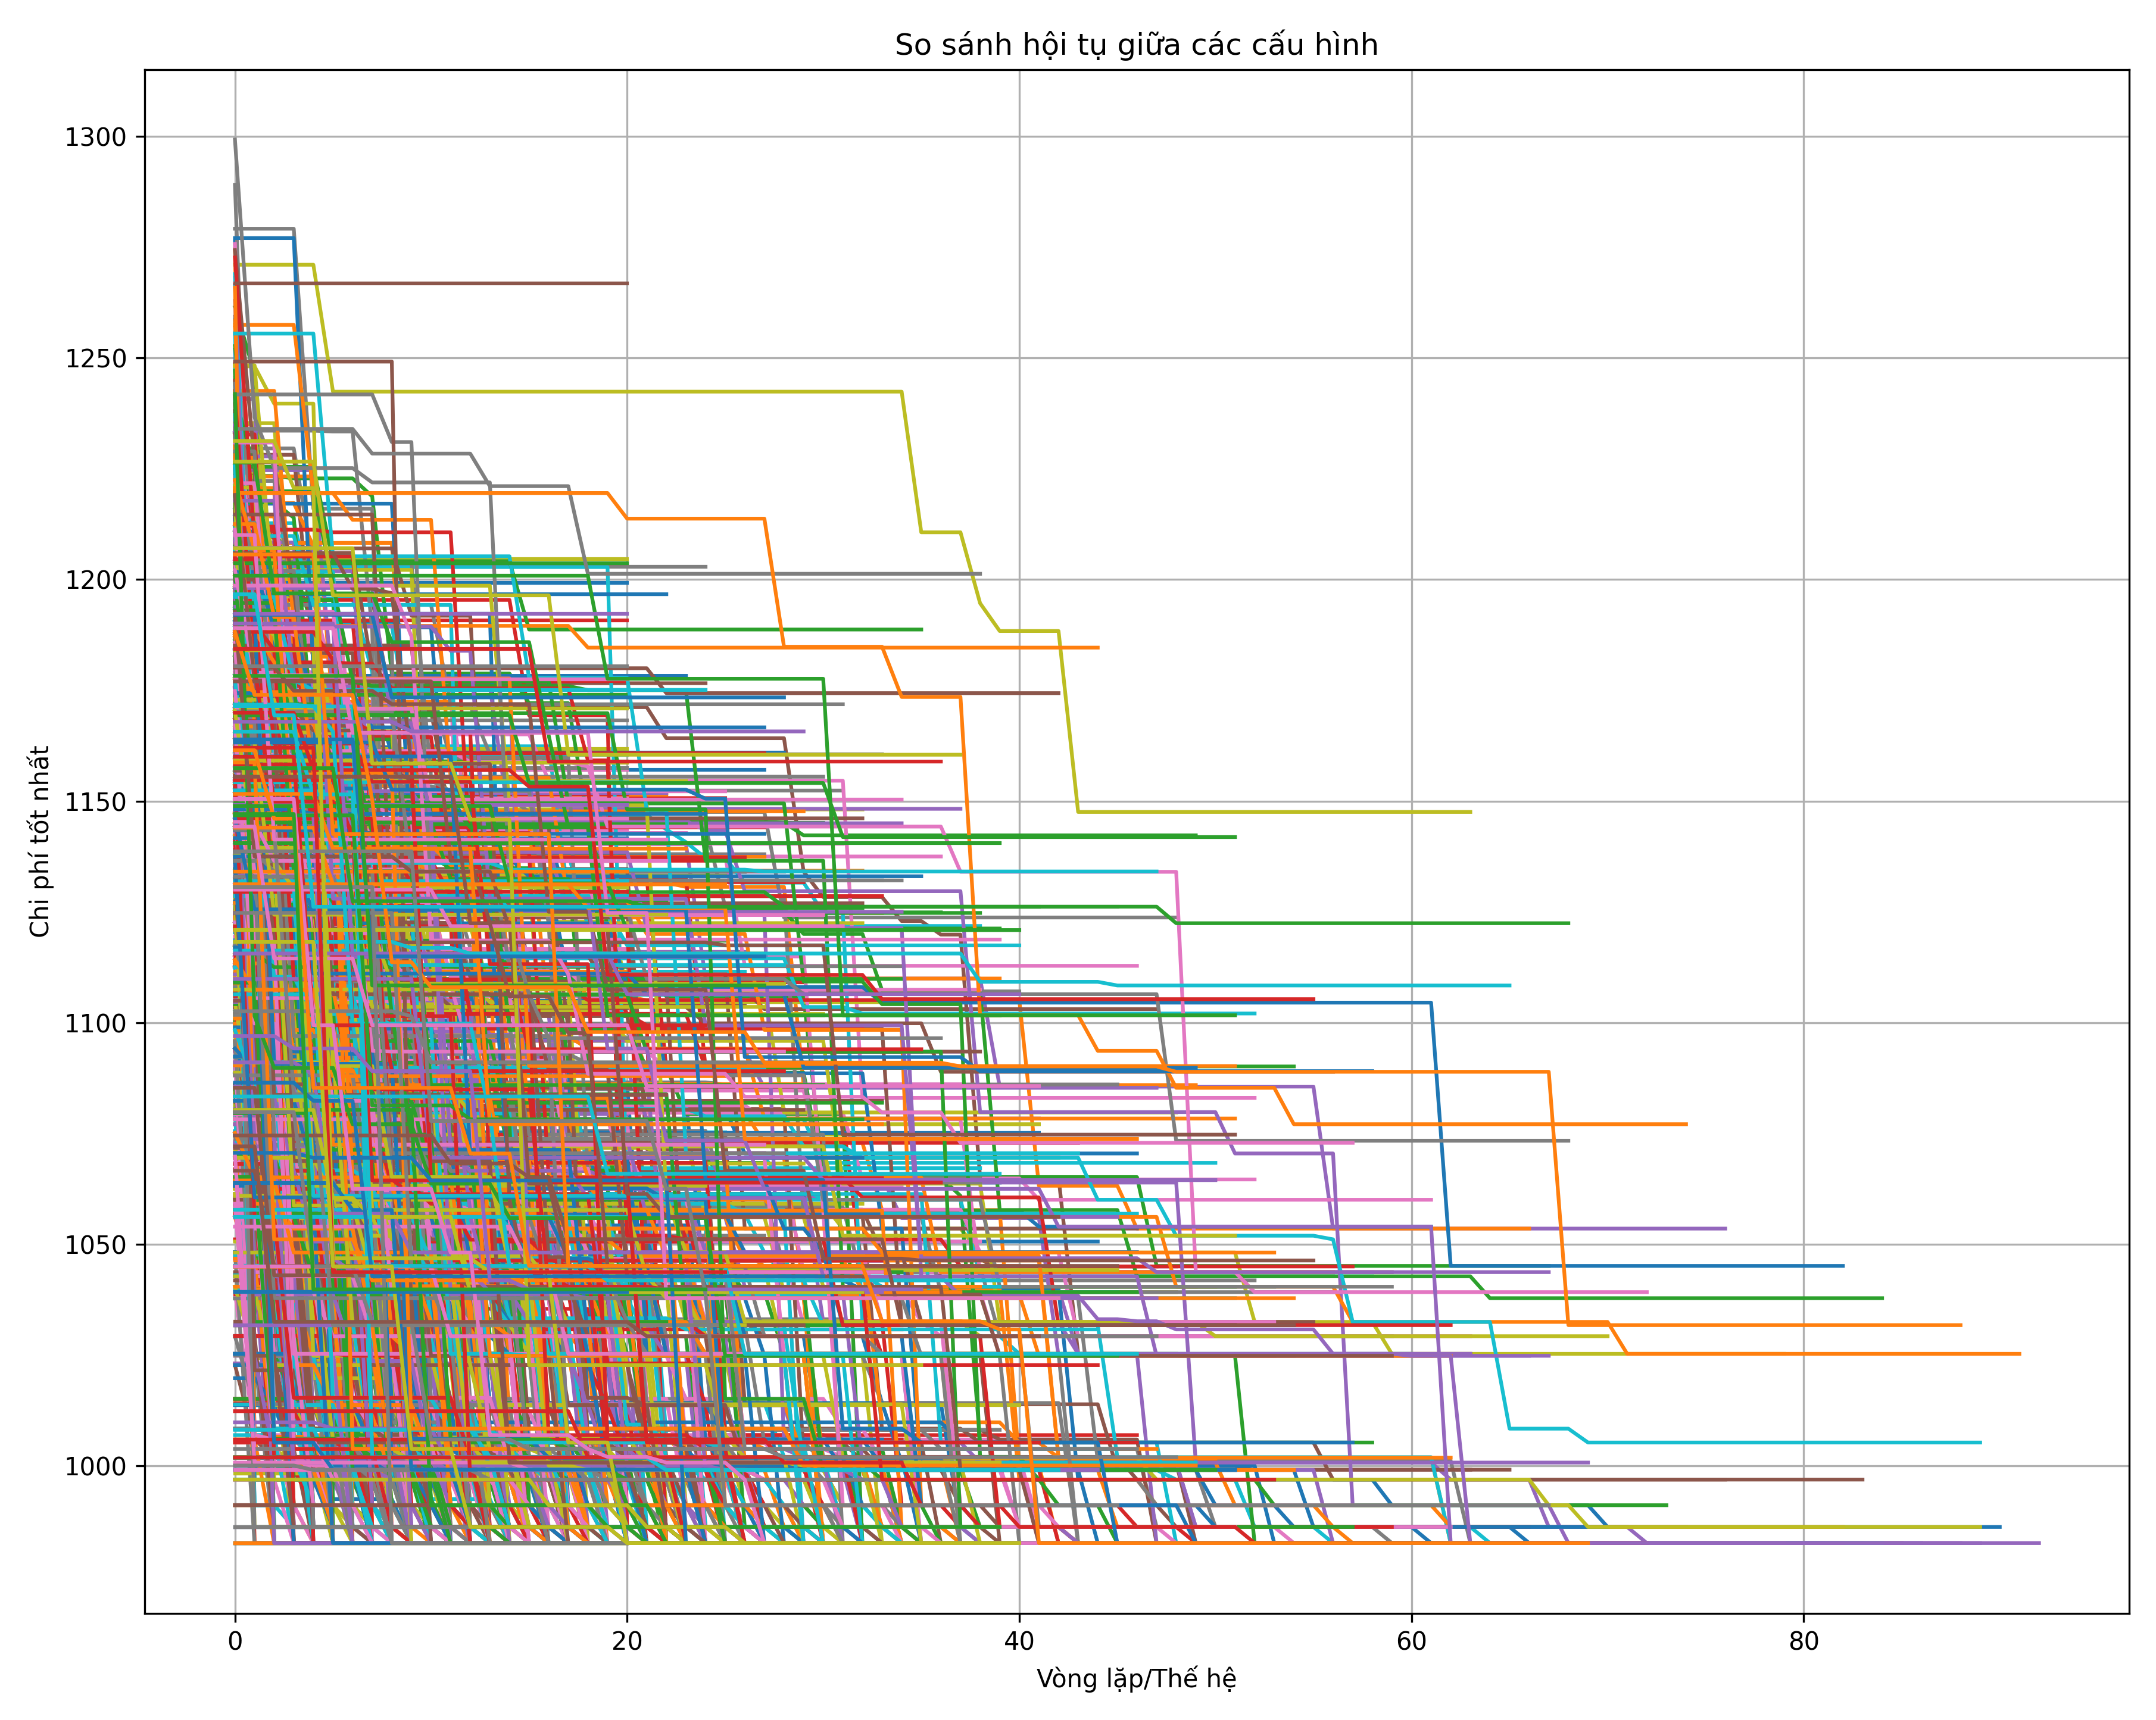 So sánh hội tụ giữa các cấu hình
1300
1250
1200
1150
1100
1050
1000
Chi phí tốt nhất
0 20 40 60 80
Vòng lặp/Thế hệ